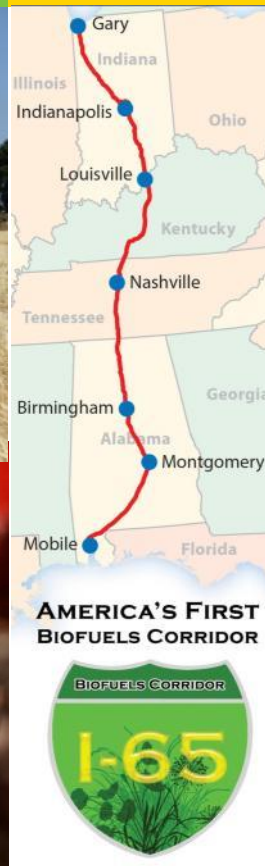 Gary
Indiana
Illinois
Indianapolis
Ohio
Louisville
Kentucky
Nashville
Tennessee
Georgia
Birmingham
Alabama
Montgomery
Mobile
Florida
AMERICA'S FIRST
BIOFUELS CORRIDOR
BIOFUELS CORRIDOR
I-65